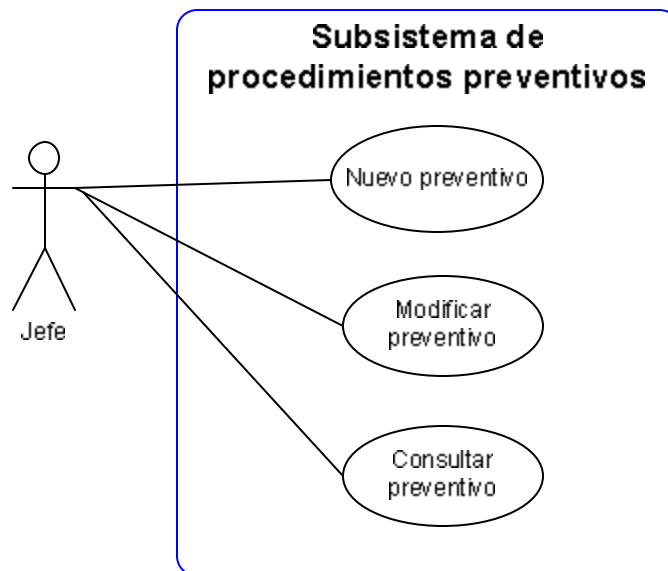 Subsistema de
procedimientos preventivos
Nuevo preventivo
Modificar
preventivo
Jefe
Consultar
preventivo